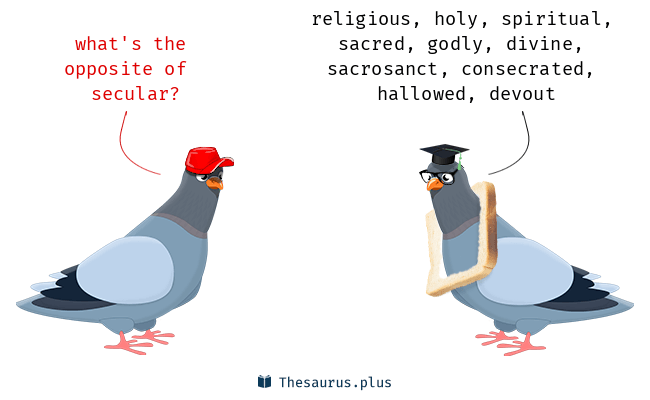 what's the
opposite of
secular?
religious, holy, spiritual,
sacred, godly, divine,
sacrosanct, consecrated,
hallowed, devout
Thesaurus.plus